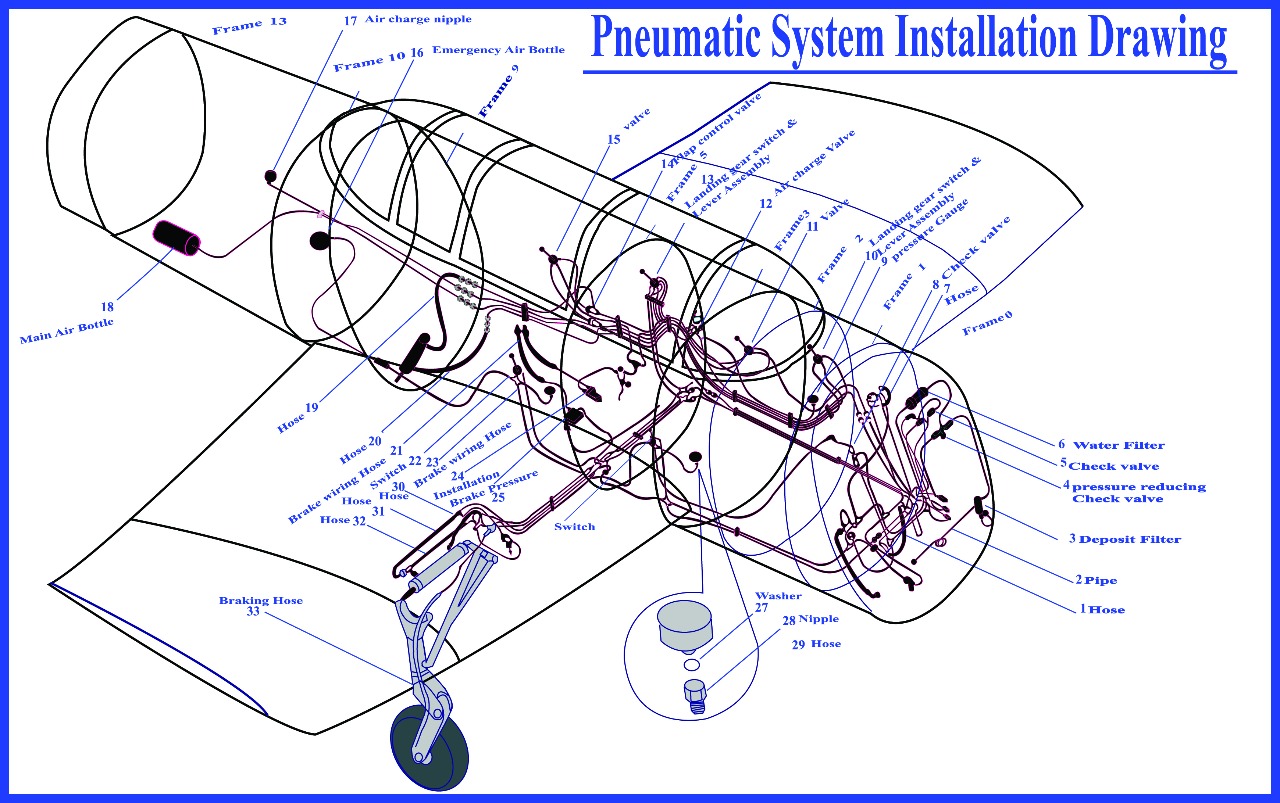 Pneumatic System Installation Drawing
Frame 13
17 Air charge nipple
Frame 10
16 Emergency Air Bottle
Frame 9
15 valve
14 Flap control valve
Frame 5
13 Landing gear switch &
Lever Assembly
12 Air charge Valve
Frame3
11 Valve
Frame 2
10 Landing gear switch &
Lever Assembly
9 pressure Gauge
Frame 1
8 Check valve
7 Hose
Frame0
6 Water Filter
5 Check valve
4 pressure reducing
Check valve
3 Deposit Filter
2 Pipe
1 Hose
18
Main Air Bottle
Hose 19
Hose 20
Brake wiring Hose 21
Switch 22
23 Brake wiring Hose
24
Installation
Brake Pressure
25
30
Hose Hose
31
Hose 32
Switch
Braking Hose
33
Washer
27
28 Nipple
29 Hose